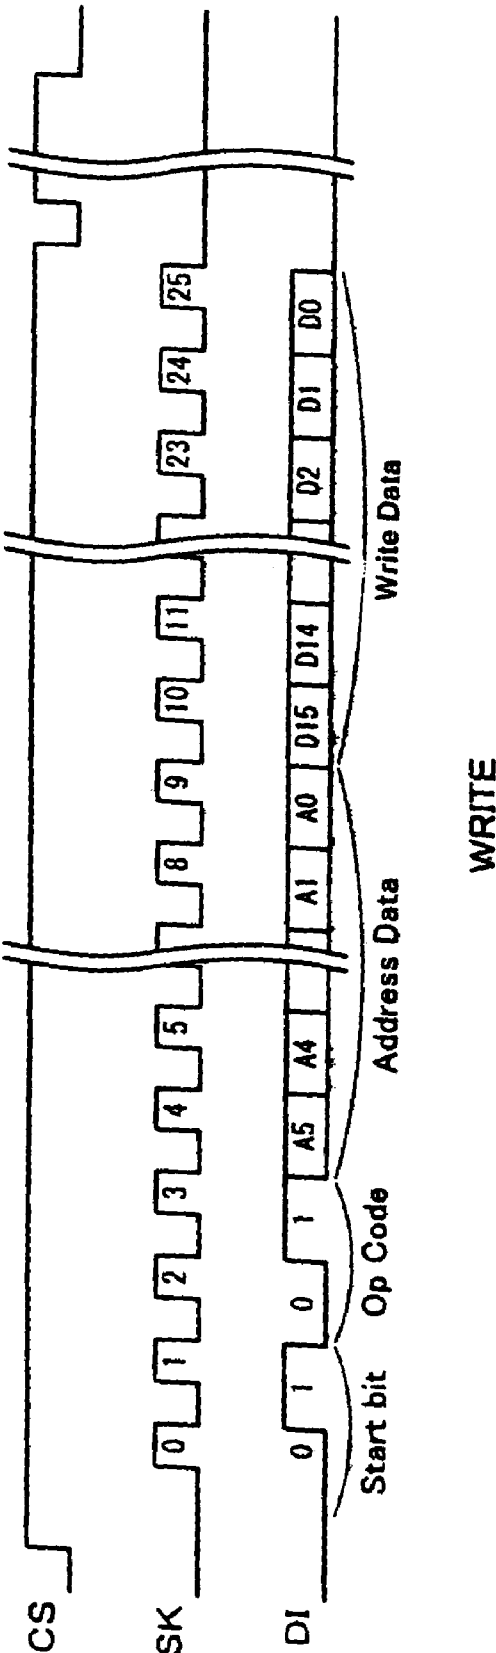 CS
SK
0 1 2 3 4 5 8 9 10 11 23 24 25
DI
0 1 0 1 A5 A4 A1 A0 D15 D14 D2 D1 D0
Start bit Op Code Address Data Write Data
WRITE